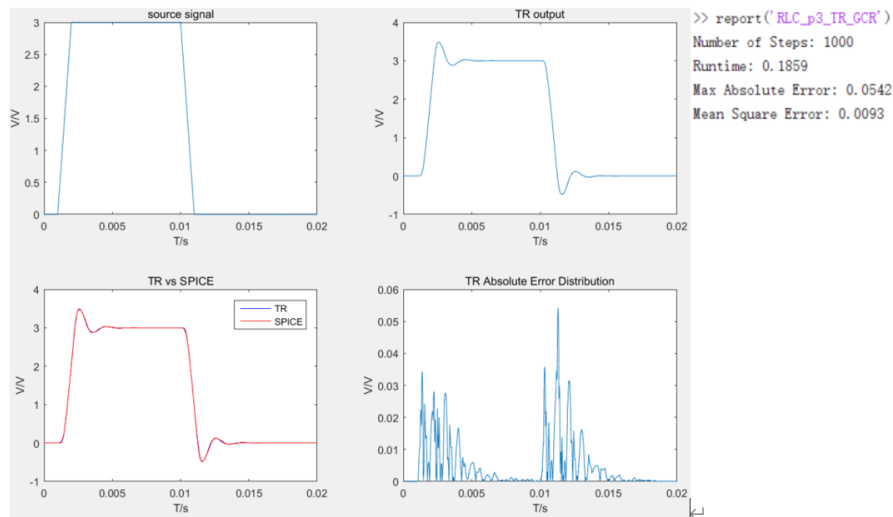 source signal
V/V
3
2.5
2
1.5
1
0.5
0
0 0.005 0.01 0.015 0.02
T/s
TR output
V/V
4
3
2
1
0
-1
0 0.005 0.01 0.015 0.02
T/s
>> report('RLC_p3_TR_GCR')
Number of Steps: 1000
Runtime: 0.1859
Max Absolute Error: 0.0542
Mean Square Error: 0.0093
TR vs SPICE
V/V
4
3
2
1
0
-1
TR
SPICE
0 0.005 0.01 0.015 0.02
T/s
TR Absolute Error Distribution
V/V
0.06
0.05
0.04
0.03
0.02
0.01
0
0 0.005 0.01 0.015 0.02
T/s